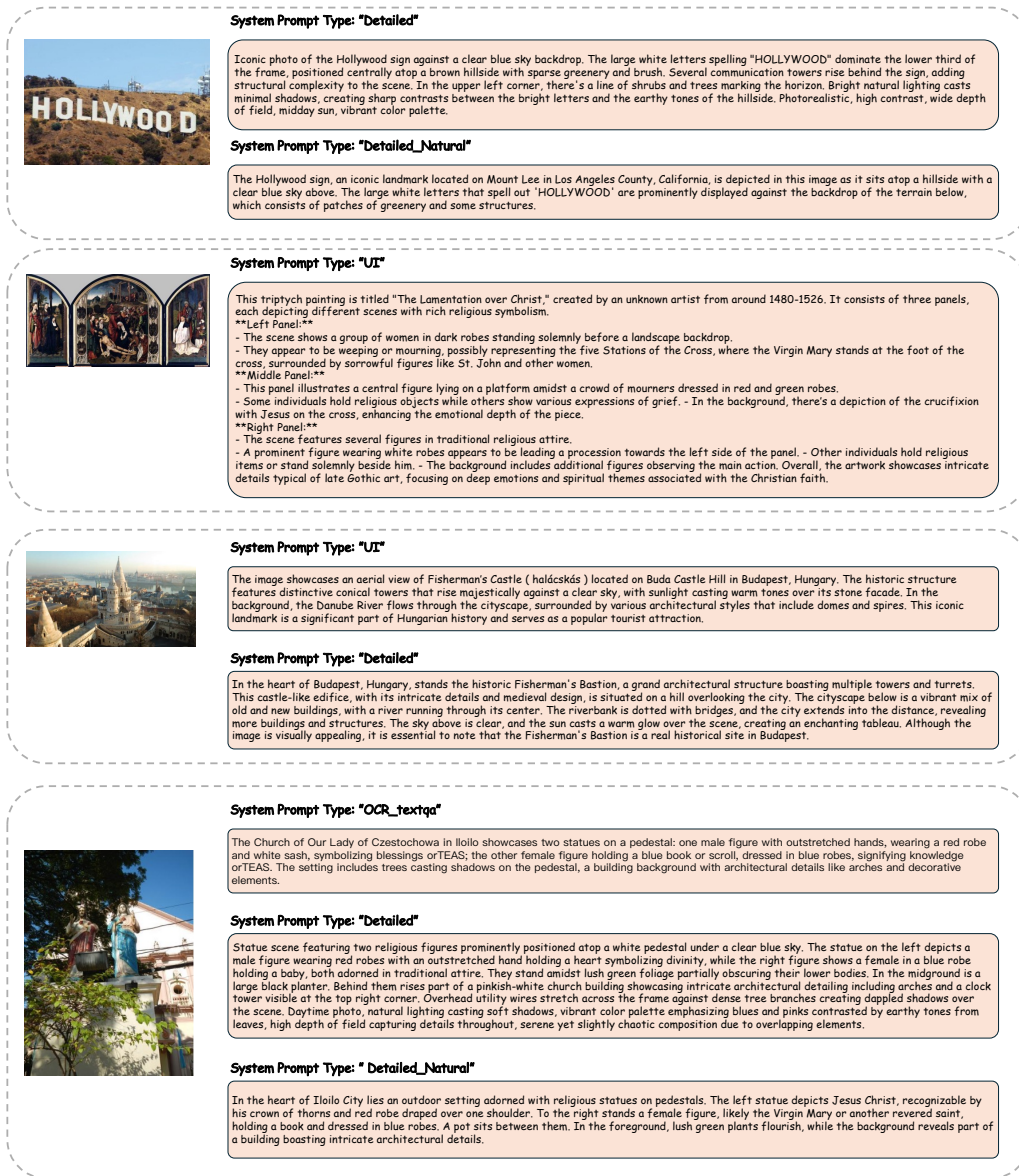 System Prompt Type: "Detailed"
HOLLYWOOD
Iconic photo of the Hollywood sign against a clear blue sky backdrop. The large white letters spelling "HOLLYWOOD" dominate the lower third of
the frame, positioned centrally atop a brown hillside with sparse greenery and brush. Several communication towers rise behind the sign, adding
structural complexity to the scene. In the upper left corner, there's a line of shrubs and trees marking the horizon. Bright natural lighting casts
minimal shadows, creating sharp contrasts between the bright letters and the earthy tones of the hillside. Photorealistic, high contrast, wide depth
of field, midday sun, vibrant color palette.
System Prompt Type: "Detailed_Natural"
The Hollywood sign, an iconic landmark located on Mount Lee in Los Angeles County, California, is depicted in this image as it sits atop a hillside with a
clear blue sky above. The large white letters that spell out 'HOLLYWOOD' are prominently displayed against the backdrop of the terrain below,
which consists of patches of greenery and some structures.
System Prompt Type: "UI"
This triptych painting is titled "The Lamentation over Christ," created by an unknown artist from around 1480-1526. It consists of three panels,
each depicting different scenes with rich religious symbolism.
**Left Panel:**
- The scene shows a group of women in dark robes standing solemnly before a landscape backdrop.
- They appear to be weeping or mourning, possibly representing the five Stations of the Cross, where the Virgin Mary stands at the foot of the
cross, surrounded by sorrowful figures like St. John and other women.
**Middle Panel:**
- This panel illustrates a central figure lying on a platform amidst a crowd of mourners dressed in red and green robes.
- Some individuals hold religious objects while others show various expressions of grief. - In the background, there's a depiction of the crucifixion
with Jesus on the cross, enhancing the emotional depth of the piece.
**Right Panel:**
- The scene features several figures in traditional religious attire.
- A prominent figure wearing white robes appears to be leading a procession towards the left side of the panel. - Other individuals hold religious
items or stand solemnly beside him. - The background includes additional figures observing the main action. Overall, the artwork showcases intricate
details typical of late Gothic art, focusing on deep emotions and spiritual themes associated with the Christian faith.
System Prompt Type: "UI"
The image showcases an aerial view of Fisherman's Castle ( halácskás ) located on Buda Castle Hill in Budapest, Hungary. The historic structure
features distinctive conical towers that rise majestically against a clear sky, with sunlight casting warm tones over its stone facade. In the
background, the Danube River flows through the cityscape, surrounded by various architectural styles that include domes and spires. This iconic
landmark is a significant part of Hungarian history and serves as a popular tourist attraction.
System Prompt Type: "Detailed"
In the heart of Budapest, Hungary, stands the historic Fisherman's Bastion, a grand architectural structure boasting multiple towers and turrets.
This castle-like edifice, with its intricate details and medieval design, is situated on a hill overlooking the city. The cityscape below is a vibrant mix of
old and new buildings, with a river running through its center. The riverbank is dotted with bridges, and the city extends into the distance, revealing
more buildings and structures. The sky above is clear, and the sun casts a warm glow over the scene, creating an enchanting tableau. Although the
image is visually appealing, it is essential to note that the Fisherman's Bastion is a real historical site in Budapest.
System Prompt Type: "OCR_textqa"
The Church of Our Lady of Czestochowa in Iloilo showcases two statues on a pedestal: one male figure with outstretched hands, wearing a red robe
and white sash, symbolizing blessings orTEAS; the other female figure holding a blue book or scroll, dressed in blue robes, signifying knowledge
orTEAS. The setting includes trees casting shadows on the pedestal, a building background with architectural details like arches and decorative
elements.
System Prompt Type: "Detailed"
Statue scene featuring two religious figures prominently positioned atop a white pedestal under a clear blue sky. The statue on the left depicts a
male figure wearing red robes with an outstretched hand holding a heart symbolizing divinity, while the right figure shows a female in a blue robe
holding a baby, both adorned in traditional attire. They stand amidst lush green foliage partially obscuring their lower bodies. In the midground is a
large black planter. Behind them rises part of a pinkish-white church building showcasing intricate architectural detailing including arches and a clock
tower visible at the top right corner. Overhead utility wires stretch across the frame against dense tree branches creating dappled shadows over
the scene. Daytime photo, natural lighting casting soft shadows, vibrant color palette emphasizing blues and pinks contrasted by earthy tones from
leaves, high depth of field capturing details throughout, serene yet slightly chaotic composition due to overlapping elements.
System Prompt Type: " Detailed_Natural"
In the heart of Iloilo City lies an outdoor setting adorned with religious statues on pedestals. The left statue depicts Jesus Christ, recognizable by
his crown of thorns and red robe draped over one shoulder. To the right stands a female figure, likely the Virgin Mary or another revered saint,
holding a book and dressed in blue robes. A pot sits between them. In the foreground, lush green plants flourish, while the background reveals part of
a building boasting intricate architectural details.